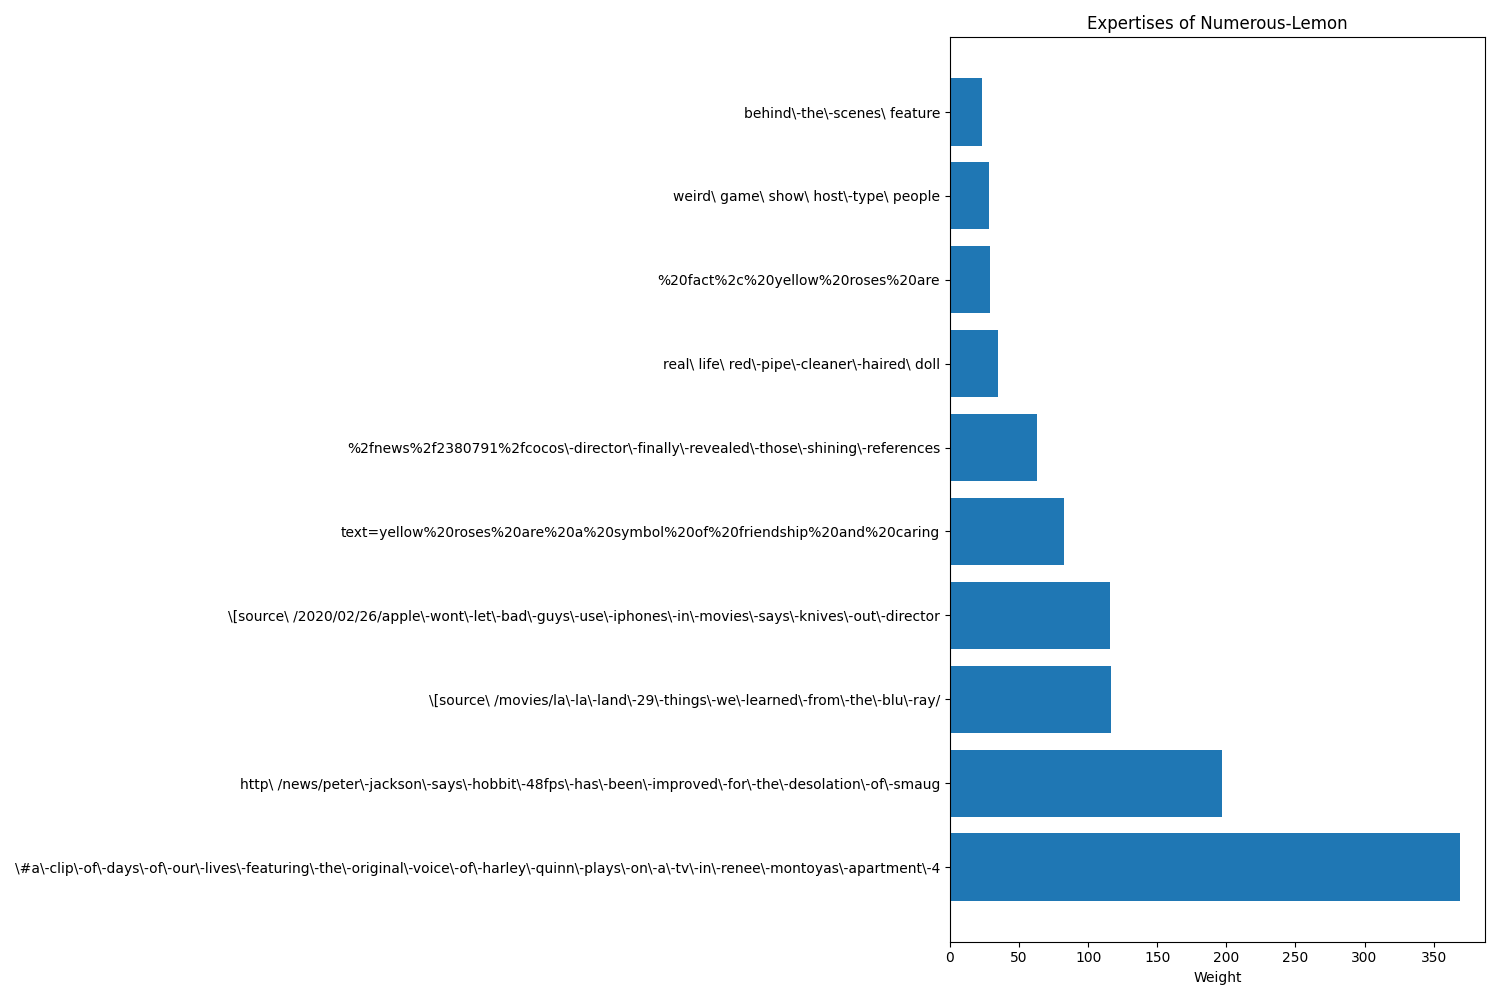 Expertises of Numerous-Lemon
behind\-the\-scenes\ feature
weird\ game\ show\ host\-type\ people
%20fact%2c%20yellow%20roses%20are
real\ life\ red\-pipe\-cleaner\-haired\ doll
%2fnews%2f2380791%2fcocos\-director\-finally\-revealed\-those\-shining\-references
text=yellow%20roses%20are%20a%20symbol%20of%20friendship%20and%20caring
\[source\ /2020/02/26/apple\-wont\-let\-bad\-guys\-use\-iphones\-in\-movies\-says\-knives\-out\-director
\[source\ /movies/la\-la\-land\-29\-things\-we\-learned\-from\-the\-blu\-ray/
http\ /news/peter\-jackson\-says\-hobbit\-48fps\-has\-been\-improved\-for\-the\-desolation\-of\-smaug
\#a\-clip\-of\-days\-of\-our\-lives\-featuring\-the\-original\-voice\-of\-harley\-quinn\-plays\-on\-a\-tv\-in\-renee\-montoyas\-apartment\-4
0 50 100 150 200 250 300 350
Weight